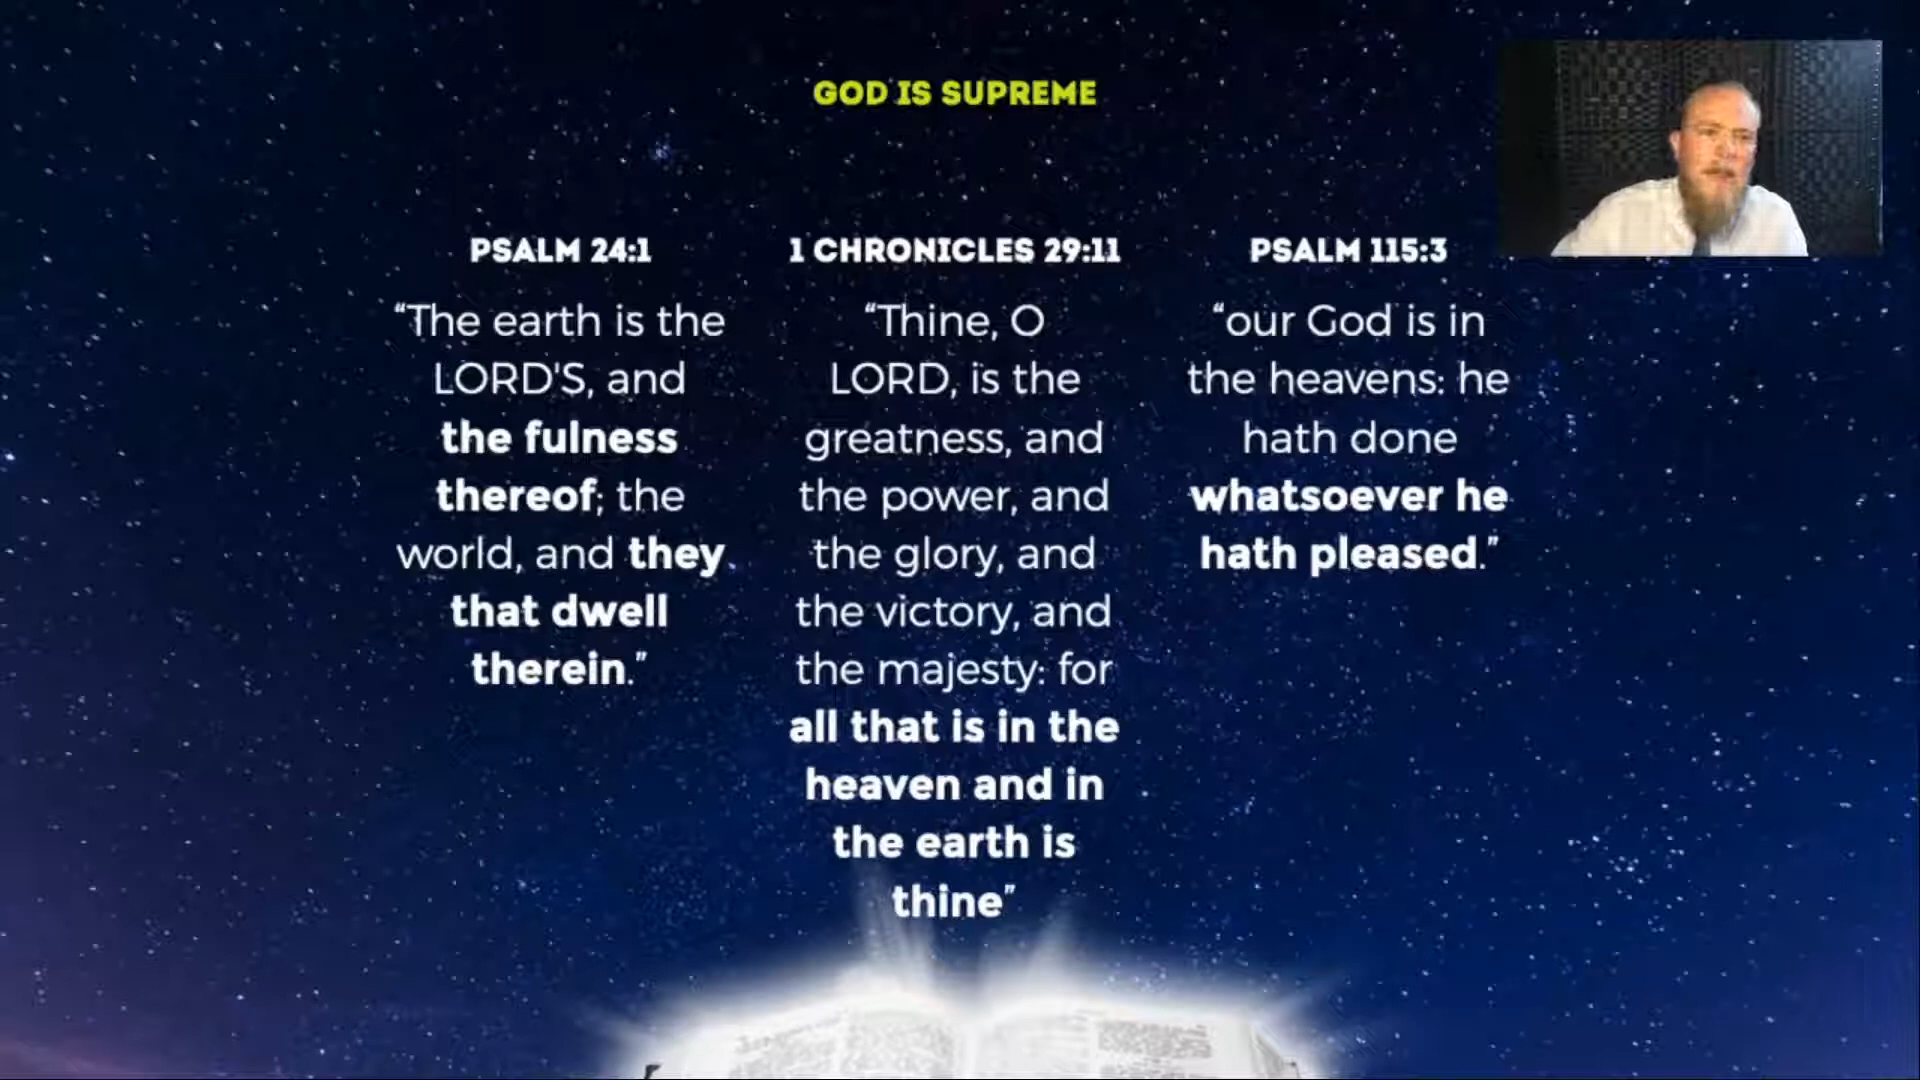 GOD IS SUPREME
PSALM 24:1
“The earth is the
LORD'S, and
the fulness
thereof; the
world, and they
that dwell
therein.”
1 CHRONICLES 29:11
“Thine, O
LORD, is the
greatness, and
the power, and
the glory, and
the victory, and
the majesty: for
all that is in the
heaven and in
the earth is
thine”
PSALM 115:3
“our God is in
the heavens: he
hath done
whatsoever he
hath pleased.”